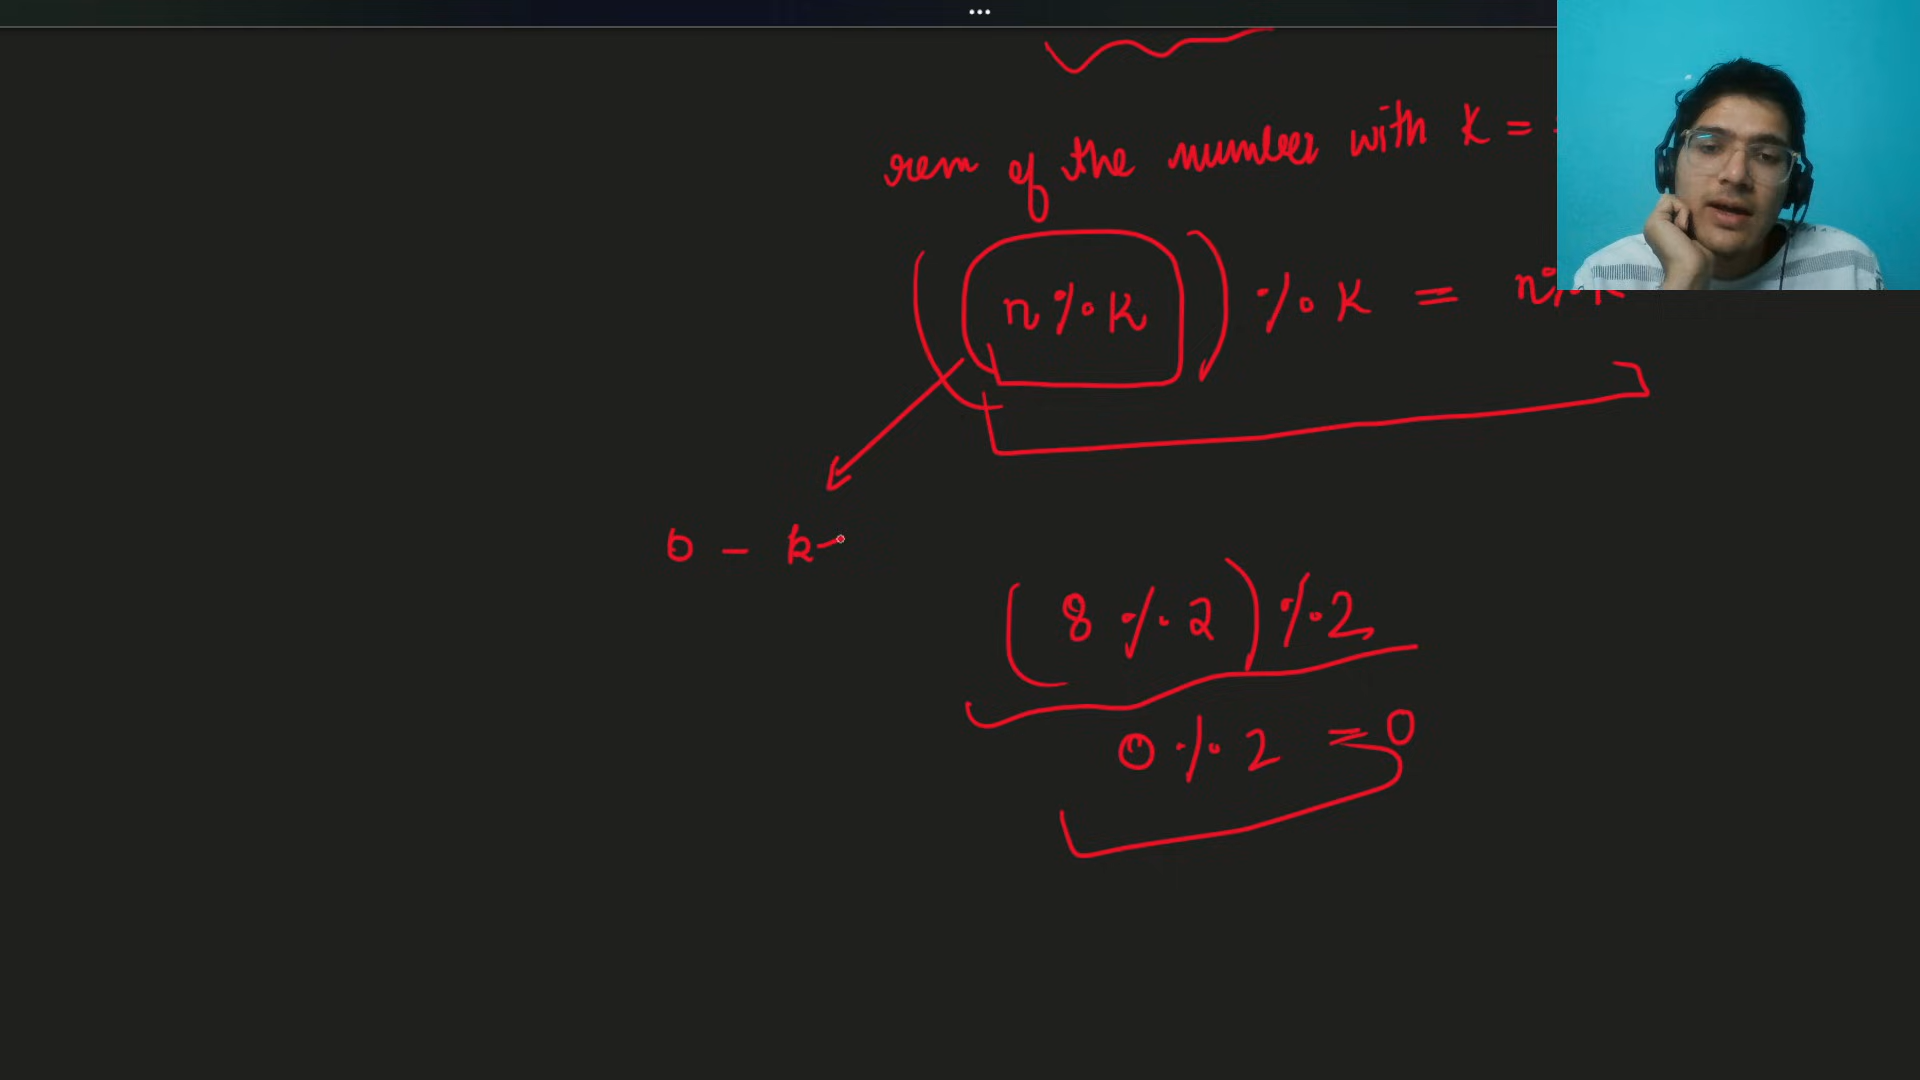 rem of the number with K =
(n % K) % K = n % K
0 - k-
(8 % 2) % 2
0 % 2 = 0